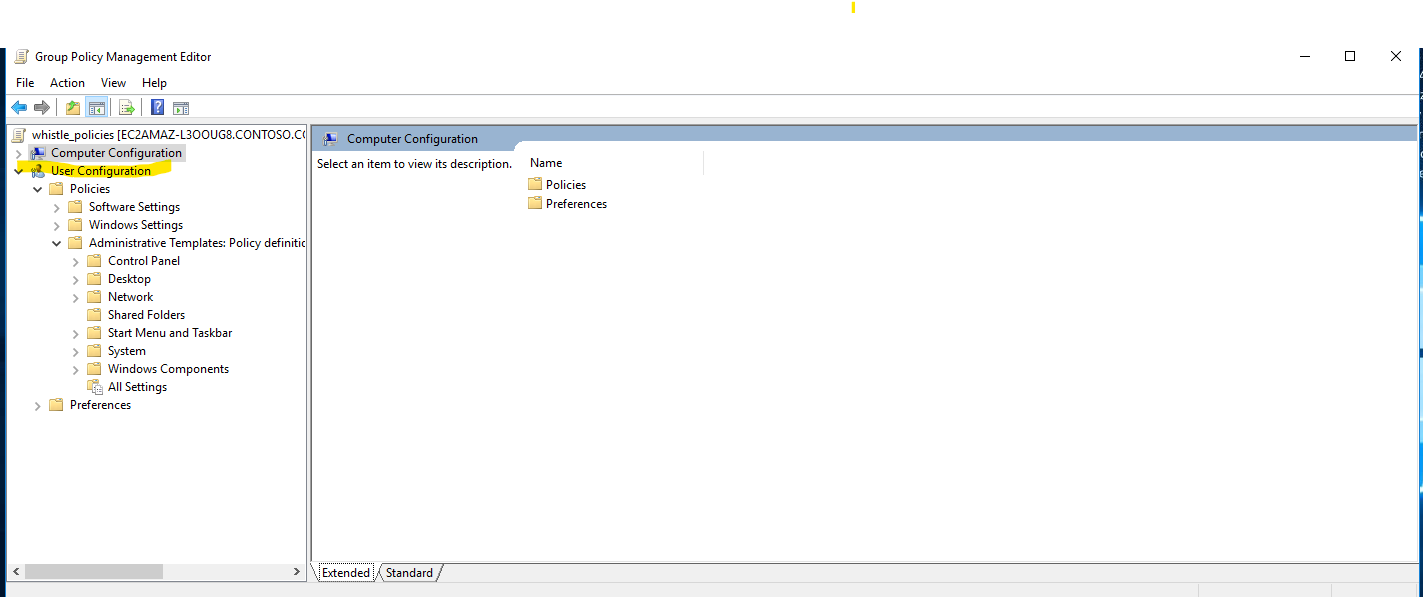 Group Policy Management Editor
File Action View Help
whistle_policies [EC2AMAZ-L3OOUG8.CONTOSO.CO
Computer Configuration
User Configuration
Policies
Software Settings
Windows Settings
Administrative Templates: Policy definitio
Control Panel
Desktop
Network
Shared Folders
Start Menu and Taskbar
System
Windows Components
All Settings
Preferences
Computer Configuration
Select an item to view its description.
Name
Policies
Preferences
Extended Standard